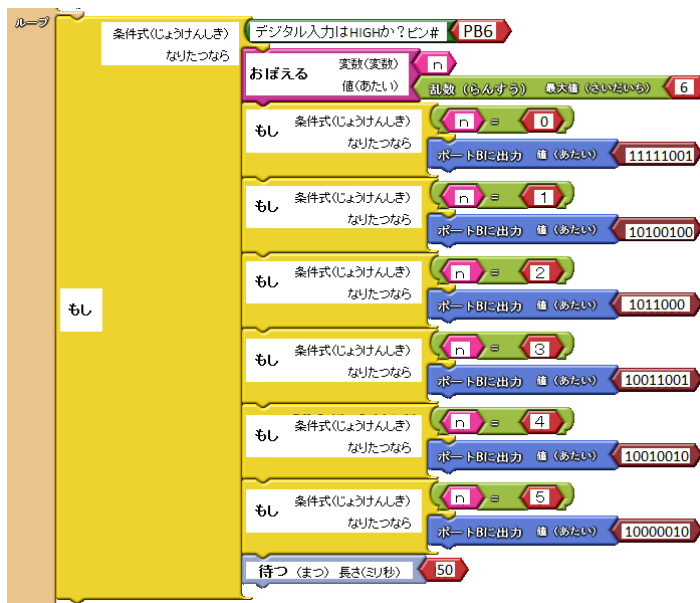 ループ
もし
条件式(じょうけんしき)
なりたつなら
デジタル入力はHIGHか？ピン# PB6
おぼえる 変数(変数) n
値(あたい) 乱数（らんすう） 最大値（さいだいち） 6
もし 条件式(じょうけんしき) n = 0
なりたつなら ポートBに出力 値（あたい） 11111001
もし 条件式(じょうけんしき) n = 1
なりたつなら ポートBに出力 値（あたい） 10100100
もし 条件式(じょうけんしき) n = 2
なりたつなら ポートBに出力 値（あたい） 1011000
もし 条件式(じょうけんしき) n = 3
なりたつなら ポートBに出力 値（あたい） 10011001
もし 条件式(じょうけんしき) n = 4
なりたつなら ポートBに出力 値（あたい） 10010010
もし 条件式(じょうけんしき) n = 5
なりたつなら ポートBに出力 値（あたい） 10000010
待つ（まつ） 長さ(ミリ秒) 50